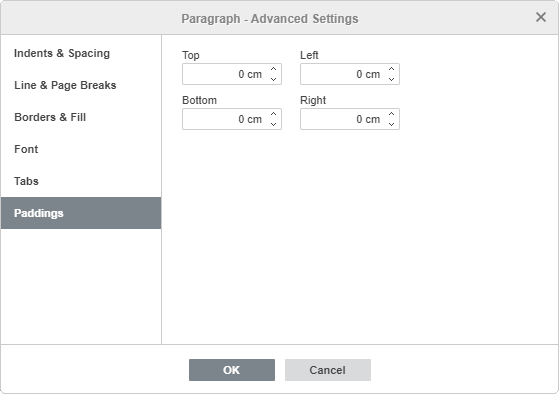 Paragraph - Advanced Settings
Indents & Spacing
Line & Page Breaks
Borders & Fill
Font
Tabs
Paddings
Top Left
0 cm 0 cm
Bottom Right
0 cm 0 cm
OK Cancel